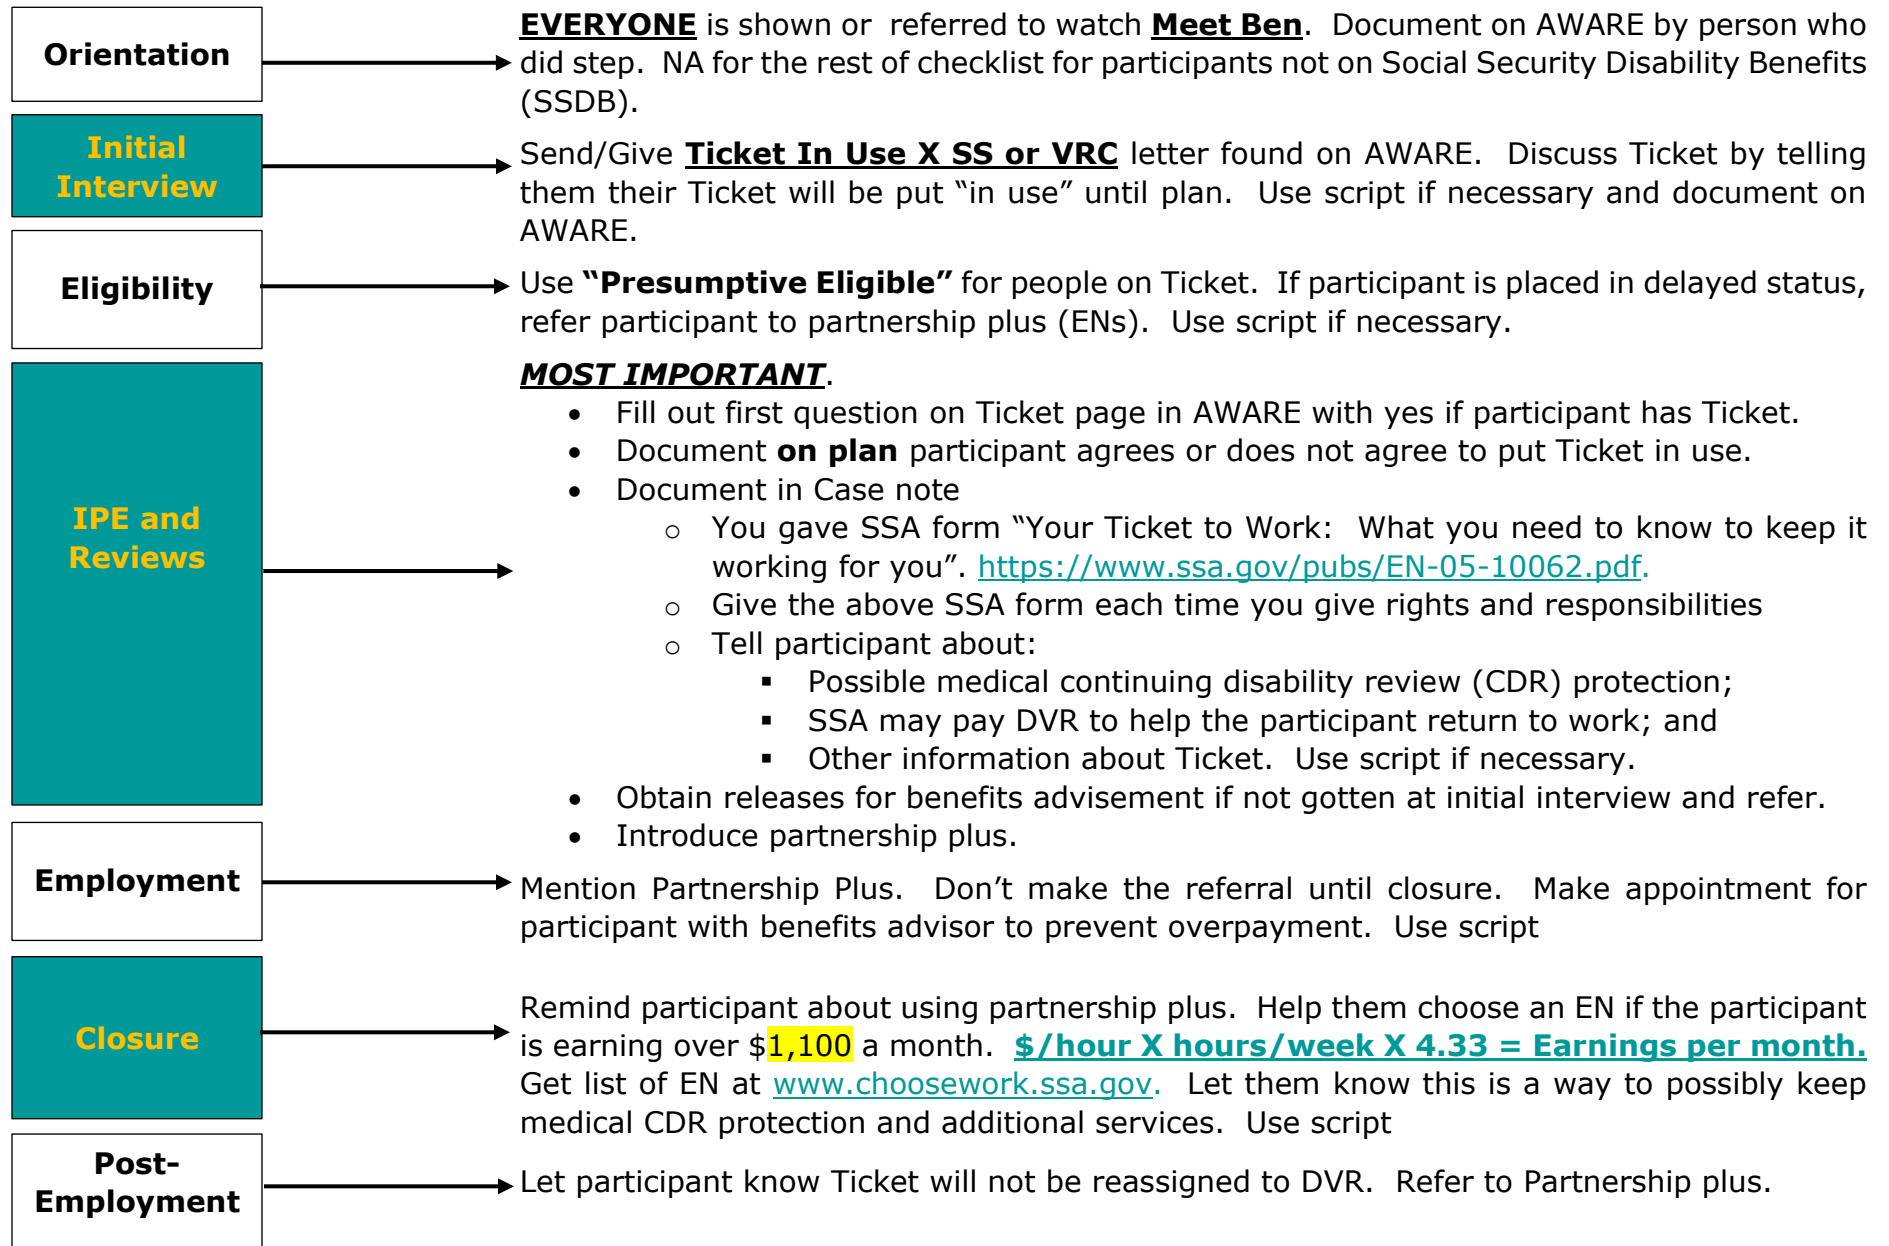 Orientation
EVERYONE is shown or referred to watch Meet Ben. Document on AWARE by person who
did step. NA for the rest of checklist for participants not on Social Security Disability Benefits
(SSDB).
Initial
Interview
Send/Give Ticket In Use X SS or VRC letter found on AWARE. Discuss Ticket by telling
them their Ticket will be put “in use” until plan. Use script if necessary and document on
AWARE.
Eligibility
Use “Presumptive Eligible” for people on Ticket. If participant is placed in delayed status,
refer participant to partnership plus (ENs). Use script if necessary.
IPE and
Reviews
MOST IMPORTANT.
• Fill out first question on Ticket page in AWARE with yes if participant has Ticket.
• Document on plan participant agrees or does not agree to put Ticket in use.
• Document in Case note
o You gave SSA form “Your Ticket to Work: What you need to know to keep it
working for you”. https://www.ssa.gov/pubs/EN-05-10062.pdf.
o Give the above SSA form each time you give rights and responsibilities
o Tell participant about:
▪ Possible medical continuing disability review (CDR) protection;
▪ SSA may pay DVR to help the participant return to work; and
▪ Other information about Ticket. Use script if necessary.
• Obtain releases for benefits advisement if not gotten at initial interview and refer.
• Introduce partnership plus.
Employment
Mention Partnership Plus. Don’t make the referral until closure. Make appointment for
participant with benefits advisor to prevent overpayment. Use script
Closure
Remind participant about using partnership plus. Help them choose an EN if the participant
is earning over $1,100 a month. $/hour X hours/week X 4.33 = Earnings per month.
Get list of EN at www.choosework.ssa.gov. Let them know this is a way to possibly keep
medical CDR protection and additional services. Use script
Post-
Employment
Let participant know Ticket will not be reassigned to DVR. Refer to Partnership plus.